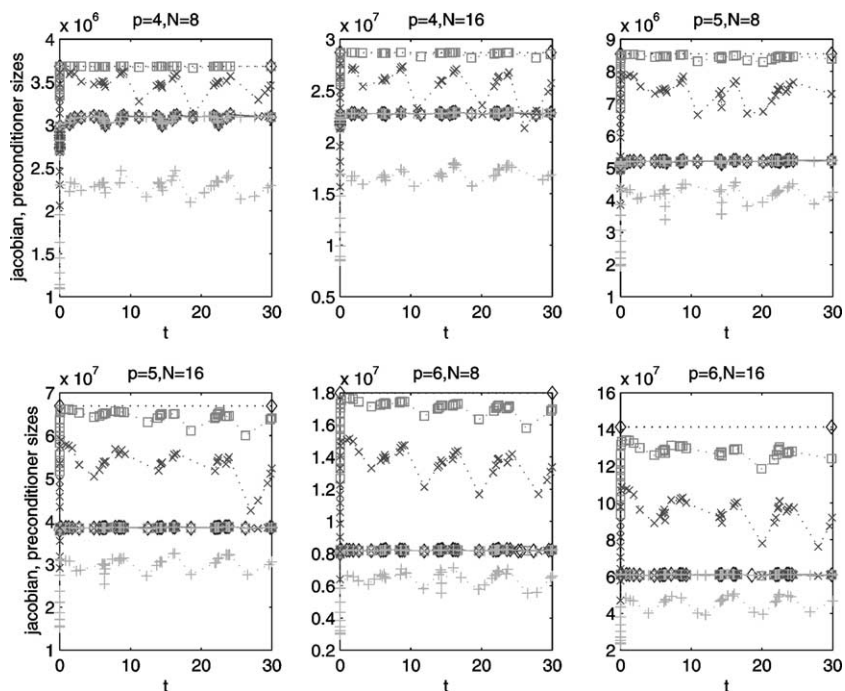 x 10^6
p=4,N=8
x 10^7
p=4,N=16
x 10^6
p=5,N=8
jacobian, preconditioner sizes
4
3.5
3
2.5
2
1.5
1
0 10 20 30
t
3
2.5
2
1.5
1
0.5
0 10 20 30
t
9
8
7
6
5
4
3
2
1
0 10 20 30
t
x 10^7
p=5,N=16
x 10^7
p=6,N=8
x 10^7
p=6,N=16
jacobian, preconditioner sizes
7
6
5
4
3
2
1
0 10 20 30
t
1.8
1.6
1.4
1.2
1
0.8
0.6
0.4
0.2
0 10 20 30
t
16
14
12
10
8
6
4
2
0 10 20 30
t